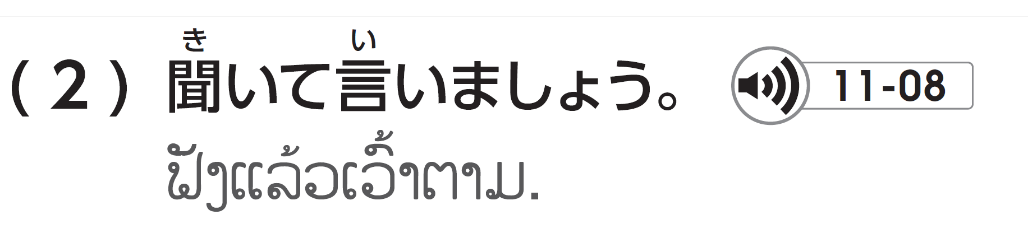 き い
( 2 ) 聞いて言いましょう。 11-08
ຟັງແລ້ວເວົ້າຕາມ.